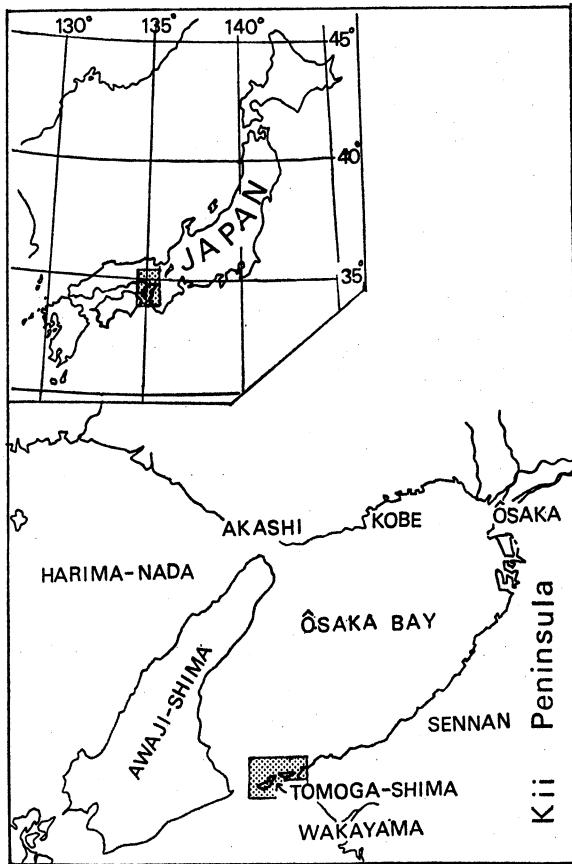 130° 135° 140°
45°
40°
JAPAN
35°
AKASHI
KOBE
ÔSAKA
HARIMA-NADA
ÔSAKA BAY
AWAJI-SHIMA
Kii Peninsula
SENNAN
TOMOGA-SHIMA
WAKAYAMA